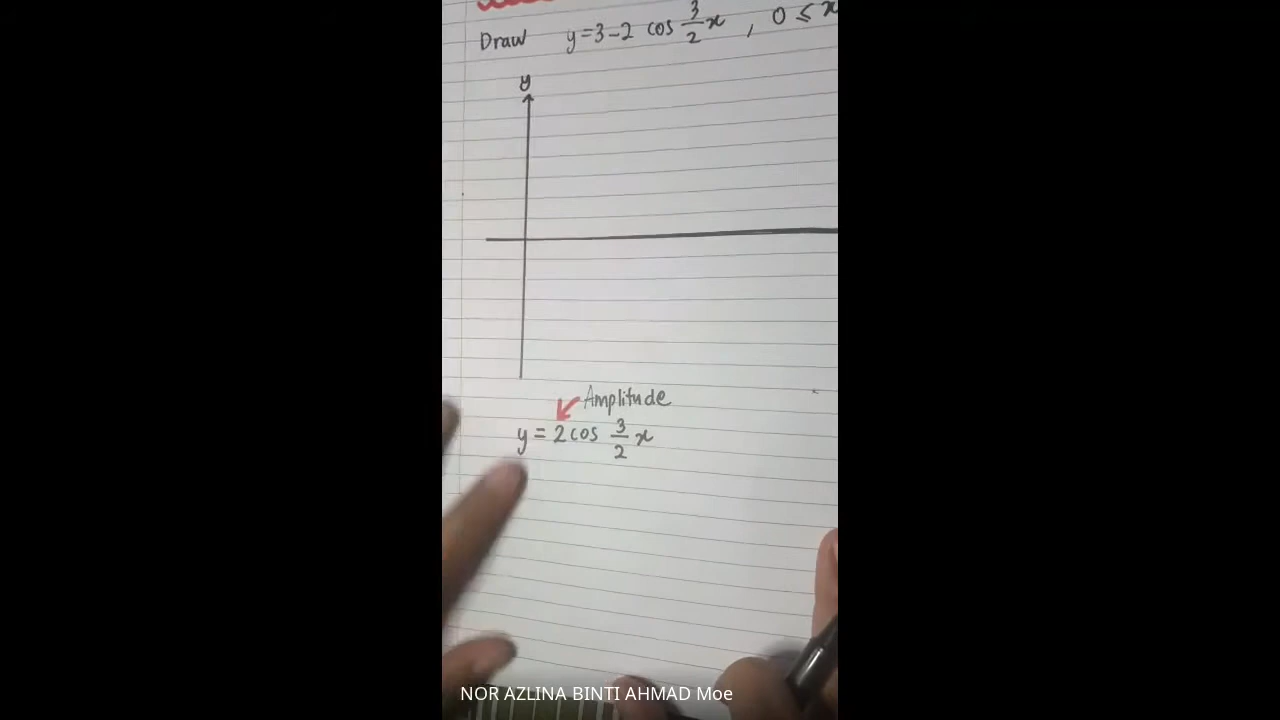 Draw y = 3 - 2 cos 3/2 x , 0 ≤ x
y
Amplitude
y = 2 cos 3/2 x
NOR AZLINA BINTI AHMAD Moe